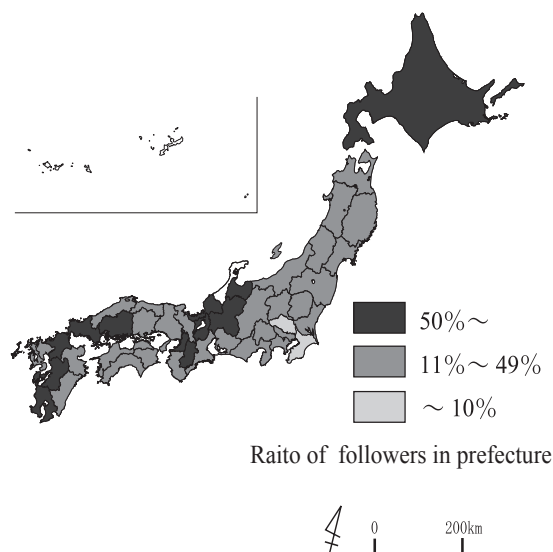 50%～
11%～ 49%
～ 10%
Raito of followers in prefecture
0 200km